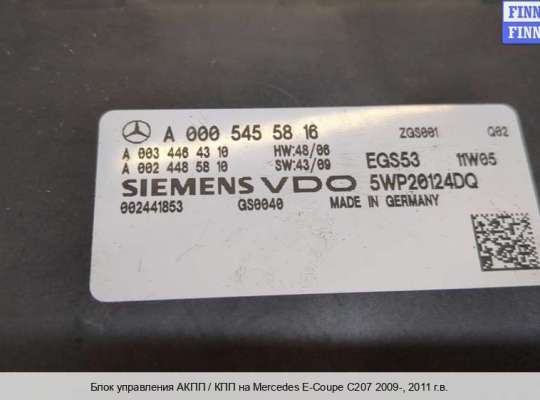 FINN
FINN
A 000 545 58 16
ZGS001 Q02
A 003 446 43 10 HW:48/06
A 002 448 58 10 SW:43/09 EGS53 11W05
SIEMENS VDO 5WP20124DQ
002441853 GS0040 MADE IN GERMANY
Блок управления АКПП / КПП на Mercedes E-Coupe C207 2009-, 2011 г.в.